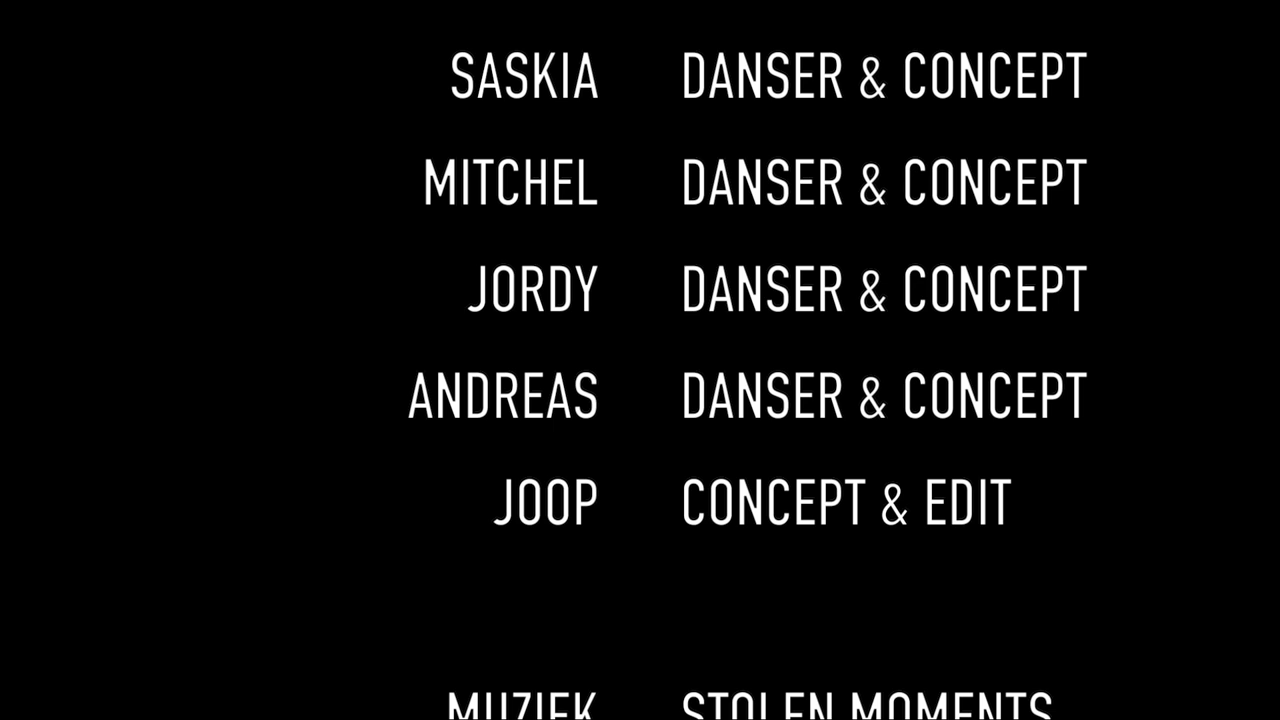 SASKIA DANSER & CONCEPT
MITCHEL DANSER & CONCEPT
JORDY DANSER & CONCEPT
ANDREAS DANSER & CONCEPT
JOOP CONCEPT & EDIT
MUZIEK STOLEN MOMENTS